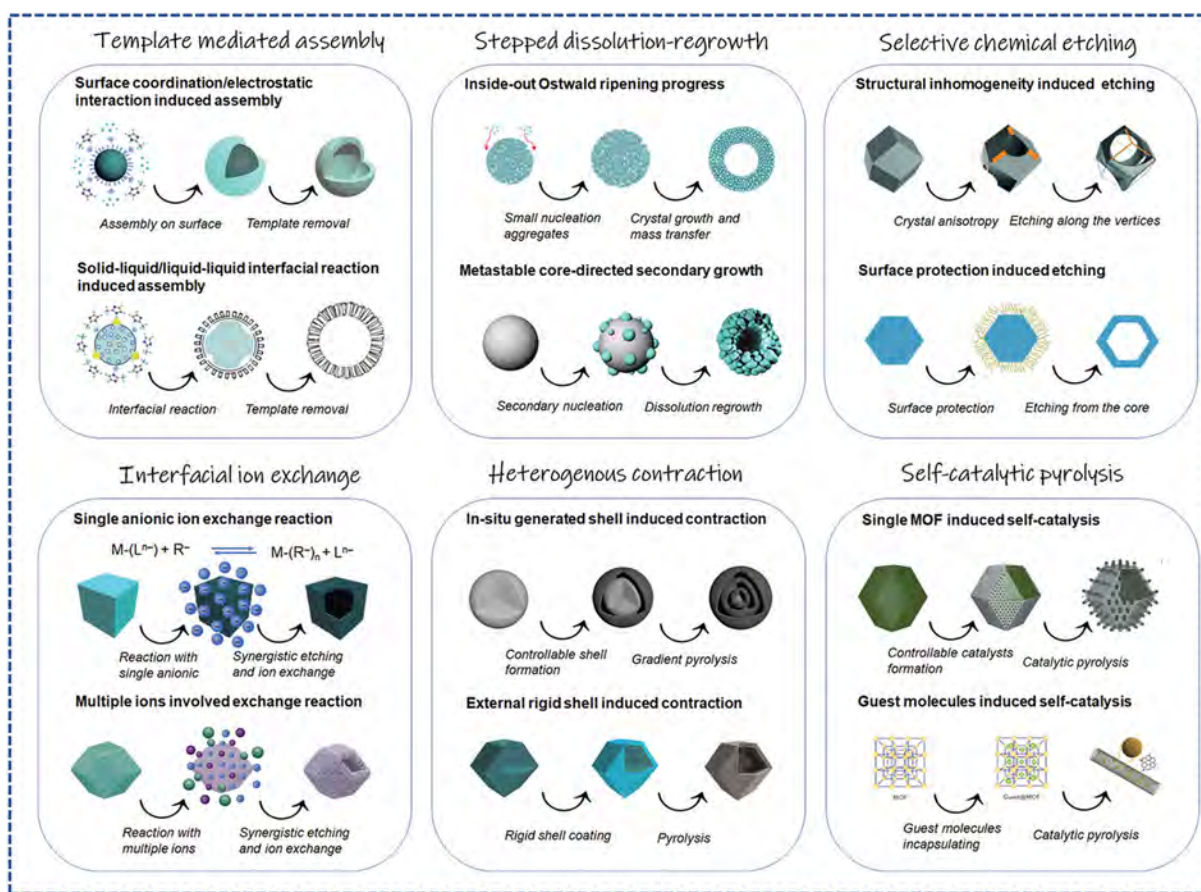 Template mediated assembly
Surface coordination/electrostatic
interaction induced assembly
Assembly on surface
Template removal
Solid-liquid/liquid-liquid interfacial reaction
induced assembly
Interfacial reaction
Template removal
Stepped dissolution-regrowth
Inside-out Ostwald ripening progress
Small nucleation
aggregates
Crystal growth and
mass transfer
Metastable core-directed secondary growth
Secondary nucleation
Dissolution regrowth
Selective chemical etching
Structural inhomogeneity induced etching
Crystal anisotropy
Etching along the vertices
Surface protection induced etching
Surface protection
Etching from the core
Interfacial ion exchange
Single anionic ion exchange reaction
M-(Lⁿ⁻) + R⁻ ⇌ M-(R⁻)ₙ + Lⁿ⁻
Reaction with
single anionic
Synergistic etching
and ion exchange
Multiple ions involved exchange reaction
Reaction with
multiple ions
Synergistic etching
and ion exchange
Heterogenous contraction
In-situ generated shell induced contraction
Controllable shell
formation
Gradient pyrolysis
External rigid shell induced contraction
Rigid shell coating
Pyrolysis
Self-catalytic pyrolysis
Single MOF induced self-catalysis
Controllable catalysts
formation
Catalytic pyrolysis
Guest molecules induced self-catalysis
MOF
Guest@MOF
Guest molecules
incapsulating
Catalytic pyrolysis